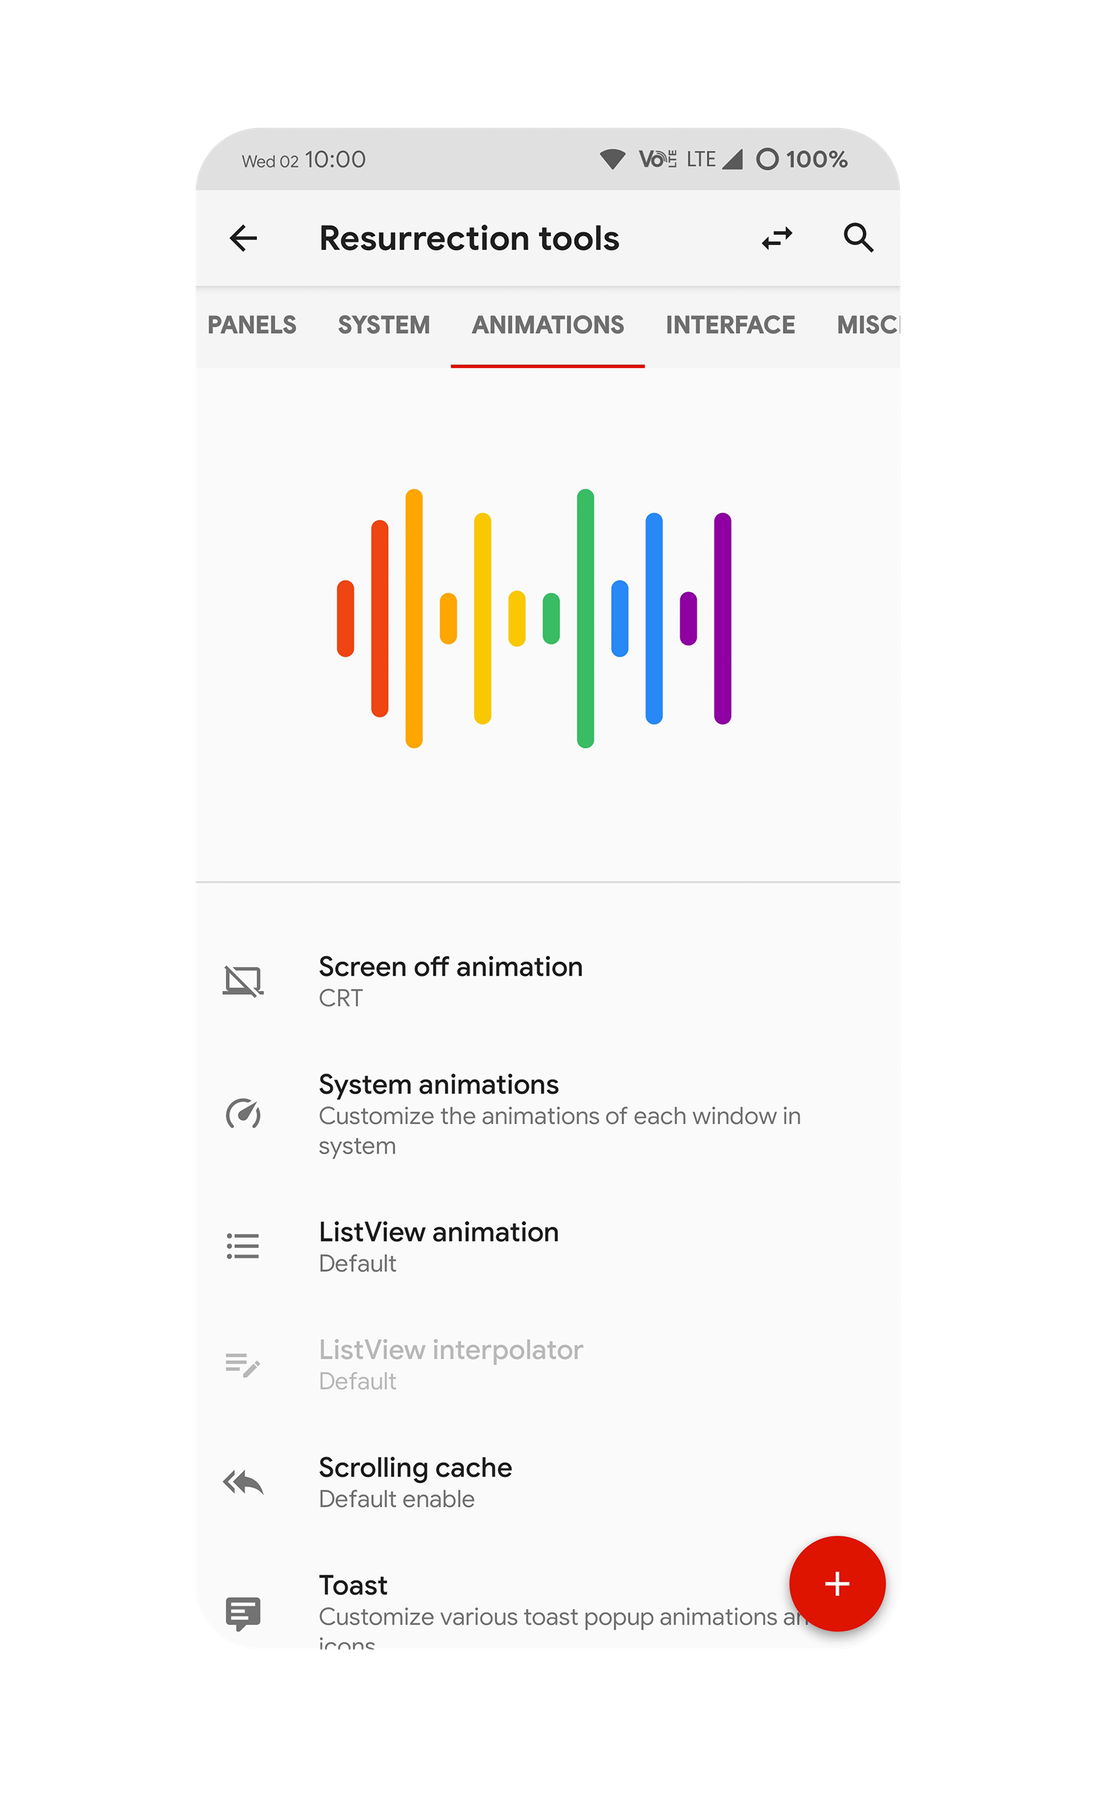 Wed 02 10:00 VoLTE LTE 100%
Resurrection tools
PANELS SYSTEM ANIMATIONS INTERFACE MISC
Screen off animation
CRT
System animations
Customize the animations of each window in
system
ListView animation
Default
ListView interpolator
Default
Scrolling cache
Default enable
Toast
Customize various toast popup animations an
icons